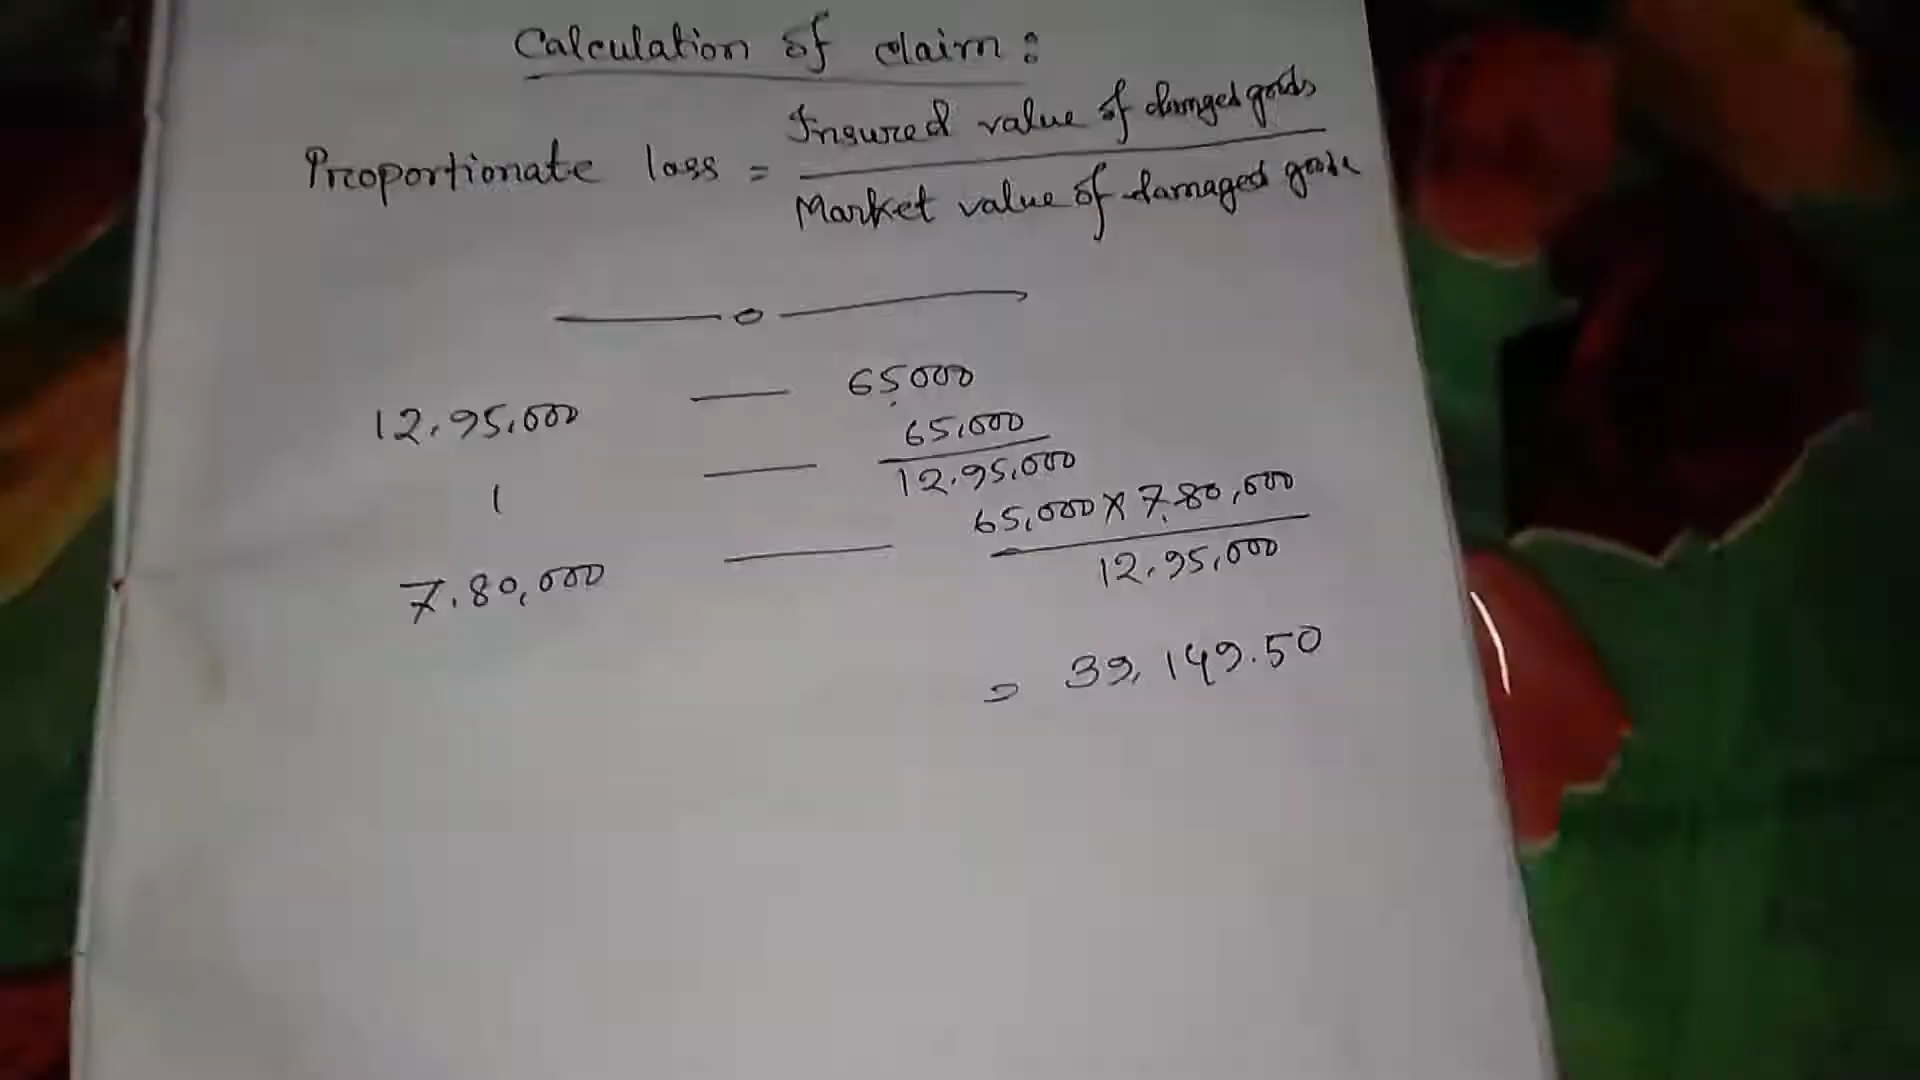 Calculation of claim:
Proportionate loss = Insured value of damged goods
Market value of damaged goods
12,95,000 — 65000
1 — 65,000
12,95,000
7,80,000 — 65,000 X 7,80,000
12,95,000
= 39,149.50